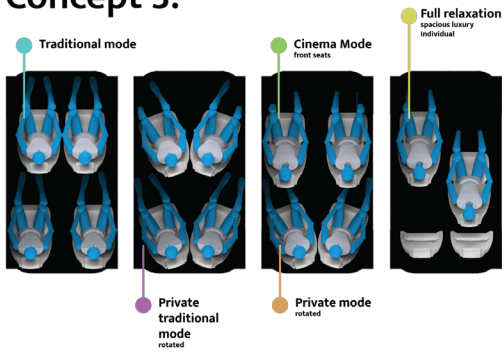 Concept 3.
Traditional mode
Cinema Mode
front seats
Full relaxation
spacious luxury
Individual
Private
traditional
mode
rotated
Private mode
rotated